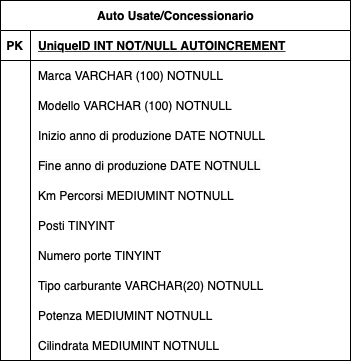 Auto Usate/Concessionario
PK UniqueID INT NOT/NULL AUTOINCREMENT
Marca VARCHAR (100) NOTNULL
Modello VARCHAR (100) NOTNULL
Inizio anno di produzione DATE NOTNULL
Fine anno di produzione DATE NOTNULL
Km Percorsi MEDIUMINT NOTNULL
Posti TINYINT
Numero porte TINYINT
Tipo carburante VARCHAR(20) NOTNULL
Potenza MEDIUMINT NOTNULL
Cilindrata MEDIUMINT NOTNULL